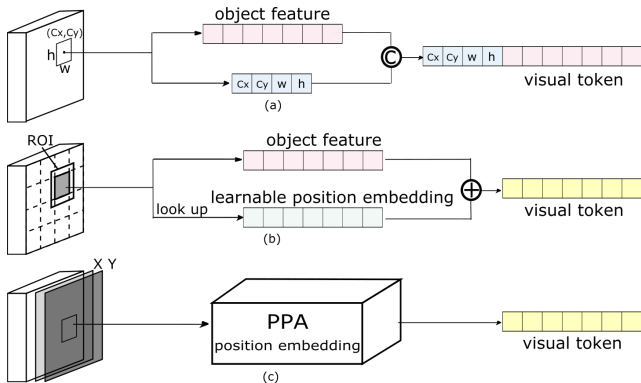 object feature
(Cx,Cy)
h
w
C
Cx Cy w h
Cx Cy w h
(a)
visual token
ROI
object feature
learnable position embedding
look up
(b)
visual token
X Y
PPA
position embedding
visual token
(c)